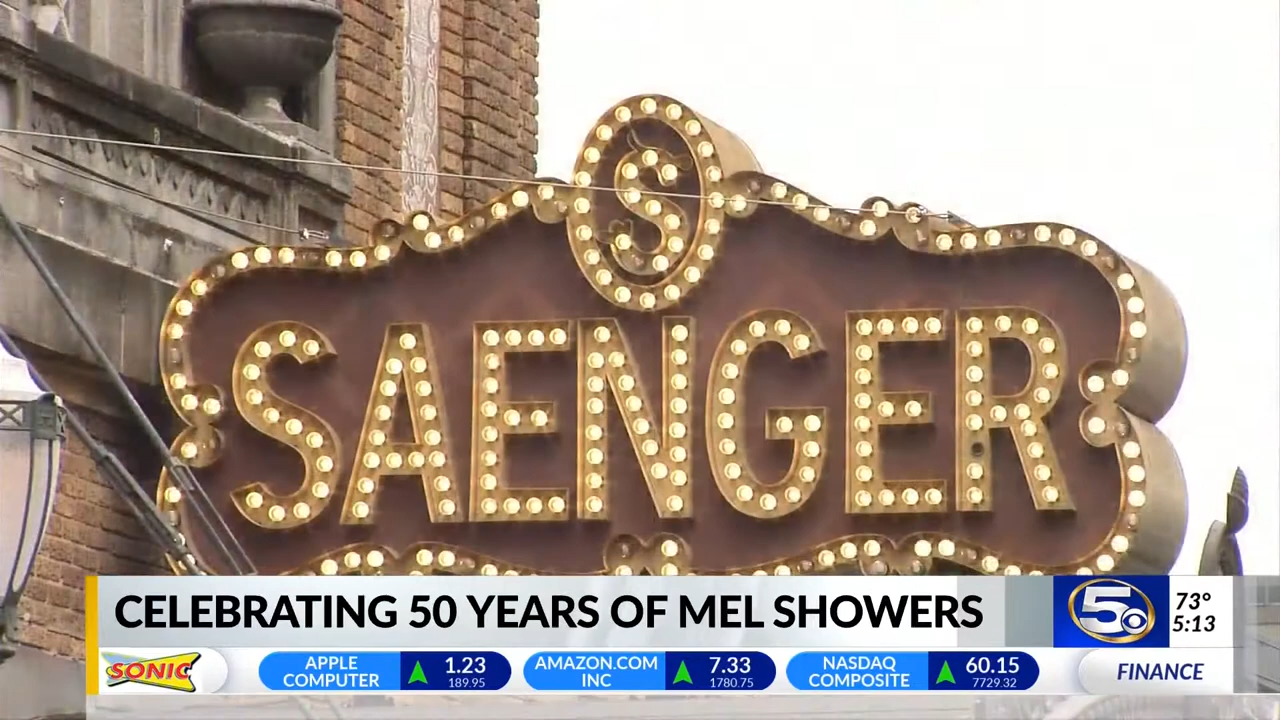 S
SAENGER
CELEBRATING 50 YEARS OF MEL SHOWERS
5
73°
5:13
SONIC
APPLE COMPUTER
1.23
189.95
AMAZON.COM INC
7.33
1780.75
NASDAQ COMPOSITE
60.15
7729.32
FINANCE